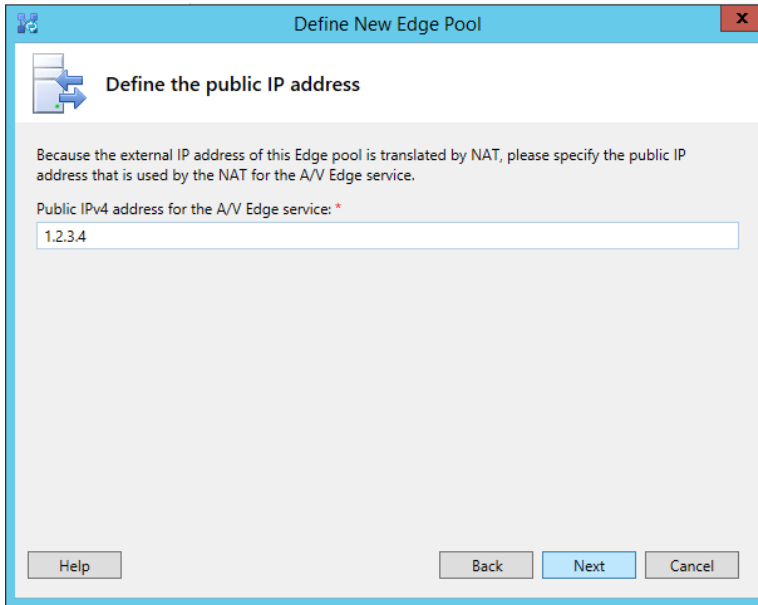 Define New Edge Pool
x
Define the public IP address
Because the external IP address of this Edge pool is translated by NAT, please specify the public IP
address that is used by the NAT for the A/V Edge service.
Public IPv4 address for the A/V Edge service: *
1.2.3.4
Help
Back
Next
Cancel